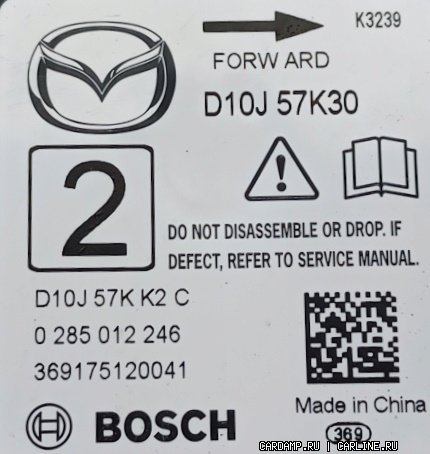 K3239
FORW ARD
D10J 57K30
2
DO NOT DISASSEMBLE OR DROP. IF
DEFECT, REFER TO SERVICE MANUAL.
D10J 57K K2 C
0 285 012 246
369175120041
BOSCH
Made in China
369
CARDAMP.RU | CARLINE.RU